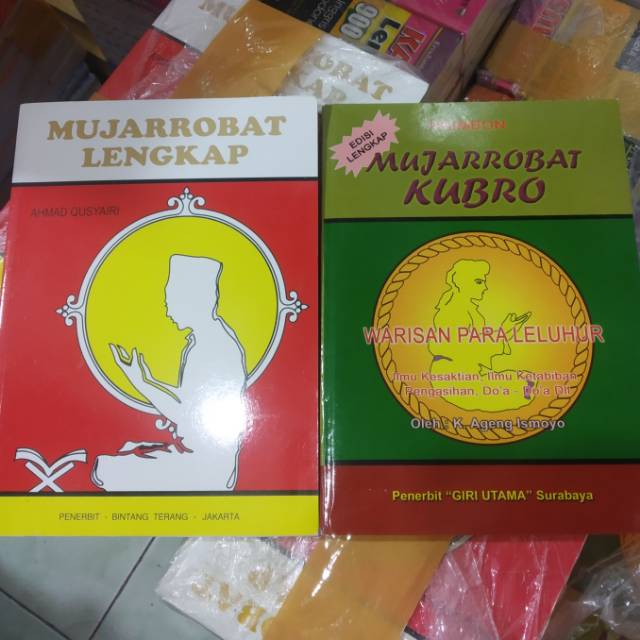 MUJARROBAT
LENGKAP
AHMAD QUSYAIRI
PENERBIT - BINTANG TERANG - JAKARTA
EDISI
LENGKAP
MUJARROBAT
KUBRO
WARISAN PARA LELUHUR
Ilmu Kesaktian, Ilmu Ketabiban
Pengasihan, Do'a - Do'a Dll.
Oleh : K. Ageng Ismoyo
Penerbit "GIRI UTAMA" Surabaya
900